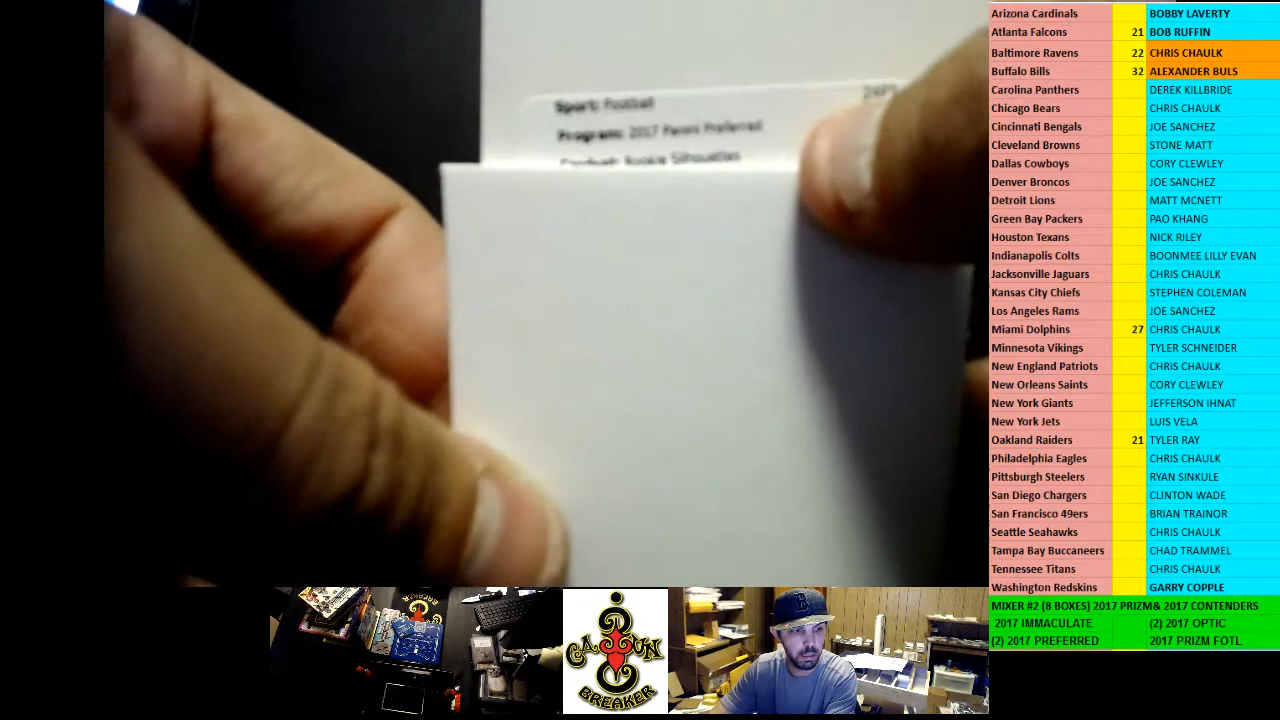 Sport: Football
Program: 2017 Panini Preferred
Rookie Silhouettes
Arizona Cardinals BOBBY LAVERTY
Atlanta Falcons 21 BOB RUFFIN
Baltimore Ravens 22 CHRIS CHAULK
Buffalo Bills 32 ALEXANDER BULS
Carolina Panthers DEREK KILLBRIDE
Chicago Bears CHRIS CHAULK
Cincinnati Bengals JOE SANCHEZ
Cleveland Browns STONE MATT
Dallas Cowboys CORY CLEWLEY
Denver Broncos JOE SANCHEZ
Detroit Lions MATT MCNETT
Green Bay Packers PAO KHANG
Houston Texans NICK RILEY
Indianapolis Colts BOONMEE LILLY EVAN
Jacksonville Jaguars CHRIS CHAULK
Kansas City Chiefs STEPHEN COLEMAN
Los Angeles Rams JOE SANCHEZ
Miami Dolphins 27 CHRIS CHAULK
Minnesota Vikings TYLER SCHNEIDER
New England Patriots CHRIS CHAULK
New Orleans Saints CORY CLEWLEY
New York Giants JEFFERSON IHNAT
New York Jets LUIS VELA
Oakland Raiders 21 TYLER RAY
Philadelphia Eagles CHRIS CHAULK
Pittsburgh Steelers RYAN SINKULE
San Diego Chargers CLINTON WADE
San Francisco 49ers BRIAN TRAINOR
Seattle Seahawks CHRIS CHAULK
Tampa Bay Buccaneers CHAD TRAMMEL
Tennessee Titans CHRIS CHAULK
Washington Redskins GARRY COPPLE
MIXER #2 (8 BOXES) 2017 PRIZM& 2017 CONTENDERS
2017 IMMACULATE (2) 2017 OPTIC
(2) 2017 PREFERRED 2017 PRIZM FOTL
CAJUN
BREAKER
B